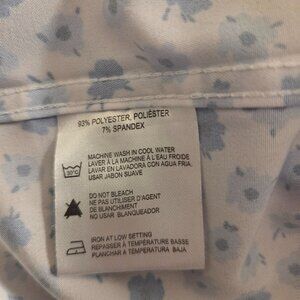 93% POLYESTER, POLIÉSTER
7% SPANDEX
30°C
MACHINE WASH IN COOL WATER
LAVER À LA MACHINE À L'EAU FROIDE
LAVAR EN LAVADORA CON AGUA FRIA,
USAR JABON SUAVE
DO NOT BLEACH
NE PAS UTILISER D'AGENT
DE BLANCHIMENT
NO USAR BLANQUEADOR
IRON AT LOW SETTING
REPASSER À TEMPÉRATURE BASSE
PLANCHAR A TEMPERATURA BAJA